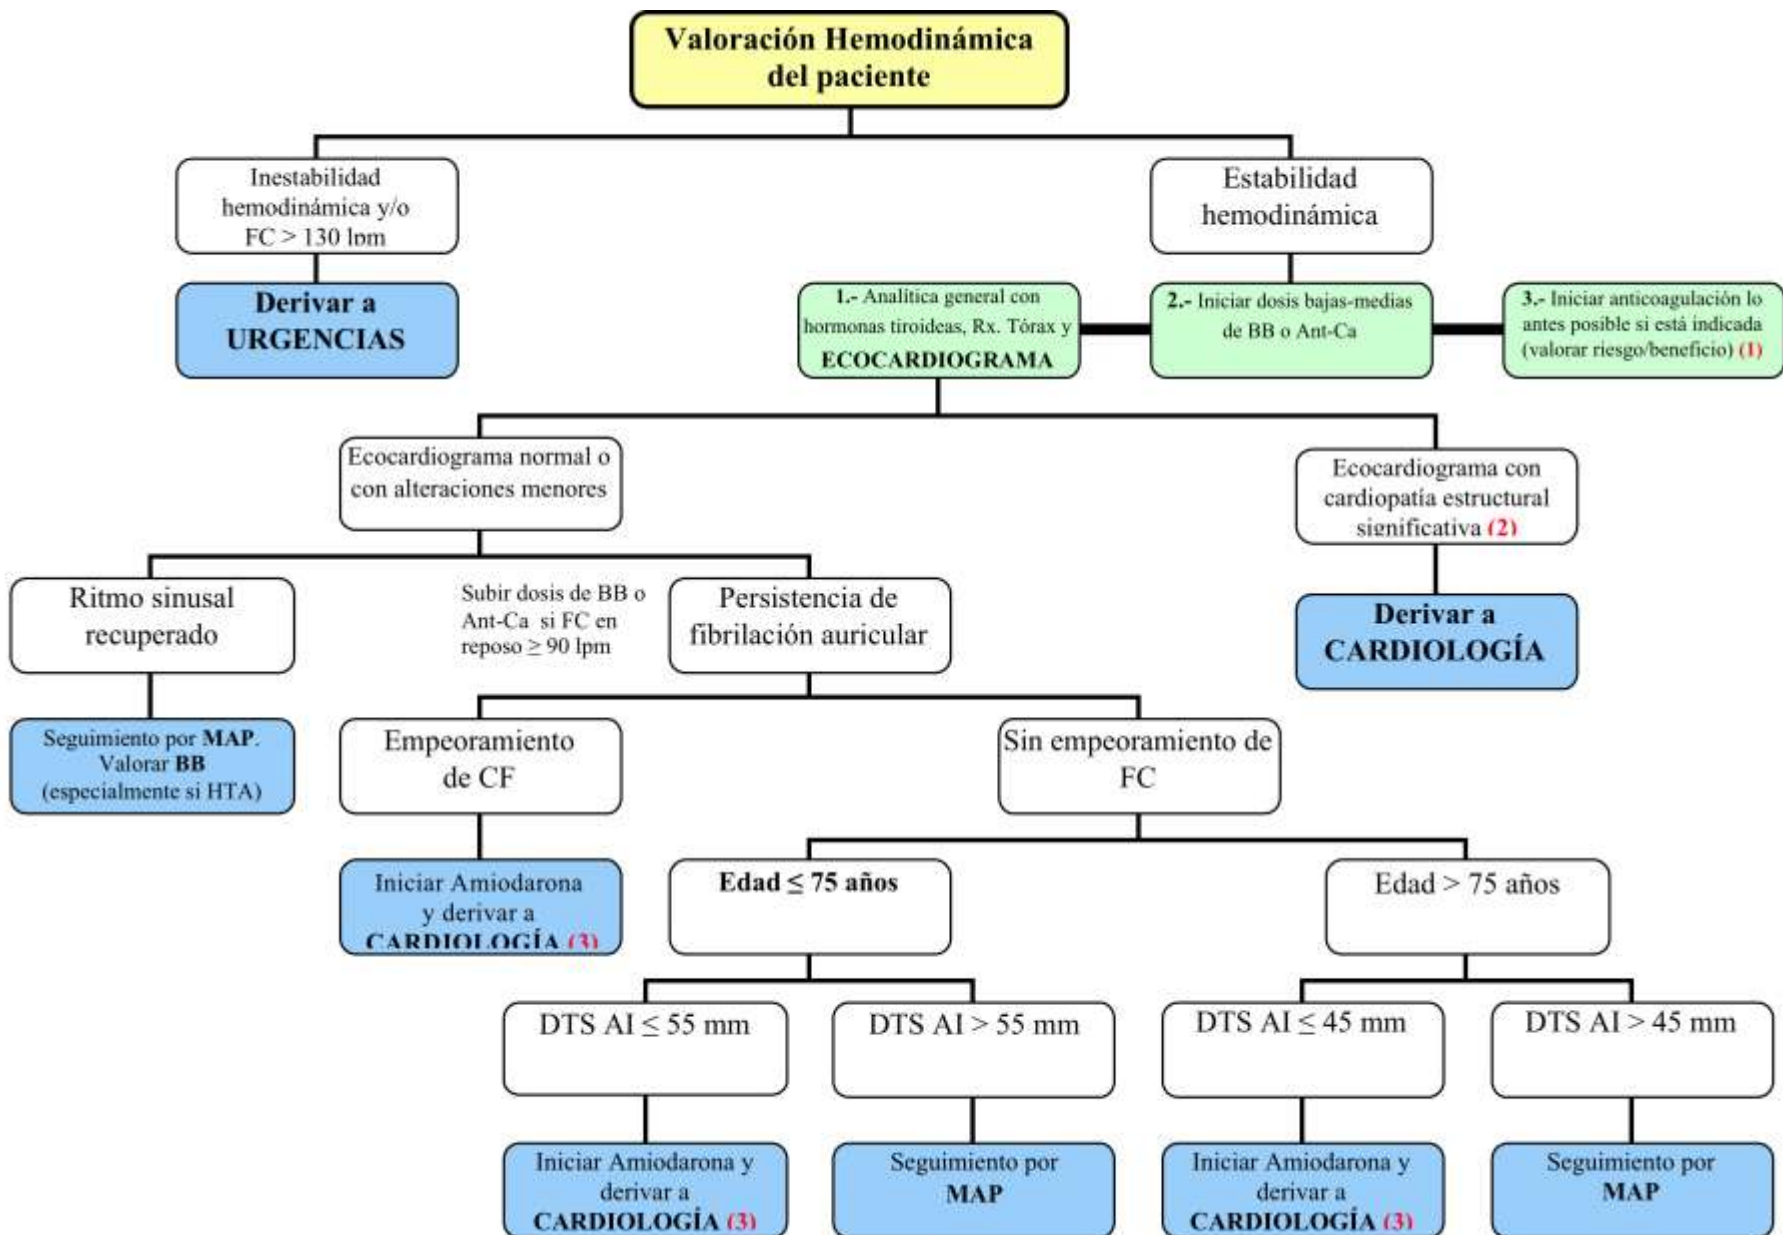 Valoración Hemodinámica
del paciente
Inestabilidad
hemodinámica y/o
FC > 130 lpm
Estabilidad
hemodinámica
Derivar a
URGENCIAS
1.- Analítica general con
hormonas tiroideas, Rx. Tórax y
ECOCARDIOGRAMA
2.- Iniciar dosis bajas-medias
de BB o Ant-Ca
3.- Iniciar anticoagulación lo
antes posible si está indicada
(valorar riesgo/beneficio) (1)
Ecocardiograma normal o
con alteraciones menores
Ecocardiograma con
cardiopatía estructural
significativa (2)
Ritmo sinusal
recuperado
Subir dosis de BB o
Ant-Ca si FC en
reposo ≥ 90 lpm
Persistencia de
fibrilación auricular
Derivar a
CARDIOLOGÍA
Seguimiento por MAP.
Valorar BB
(especialmente si HTA)
Empeoramiento
de CF
Sin empeoramiento de
FC
Iniciar Amiodarona
y derivar a
CARDIOLOGÍA (3)
Edad ≤ 75 años
Edad > 75 años
DTS AI ≤ 55 mm
DTS AI > 55 mm
DTS AI ≤ 45 mm
DTS AI > 45 mm
Iniciar Amiodarona y
derivar a
CARDIOLOGÍA (3)
Seguimiento por
MAP
Iniciar Amiodarona y
derivar a
CARDIOLOGÍA (3)
Seguimiento por
MAP